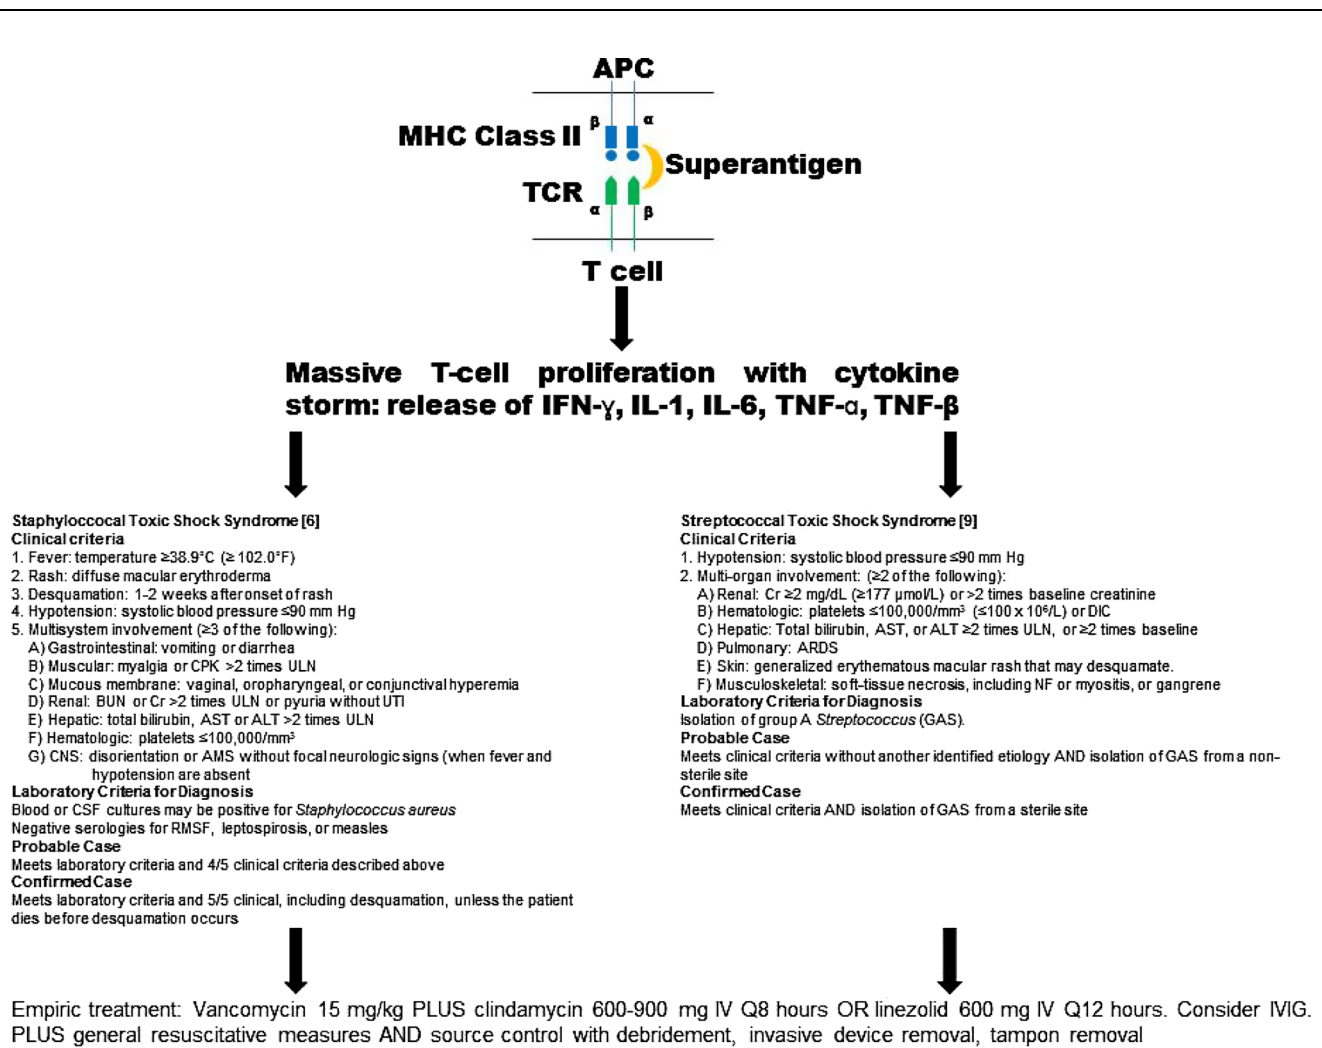 APC
β α
MHC Class II
Superantigen
TCR
α β
T cell
Massive T-cell proliferation with cytokine
storm: release of IFN-ɣ, IL-1, IL-6, TNF-α, TNF-β
Staphyloccocal Toxic Shock Syndrome [6]
Clinical criteria
1. Fever: temperature ≥38.9°C (≥ 102.0°F)
2. Rash: diffuse macular erythroderma
3. Desquamation: 1-2 weeks after onset of rash
4. Hypotension: systolic blood pressure ≤90 mm Hg
5. Multisystem involvement (≥3 of the following):
A) Gastrointestinal: vomiting or diarrhea
B) Muscular: myalgia or CPK >2 times ULN
C) Mucous membrane: vaginal, oropharyngeal, or conjunctival hyperemia
D) Renal: BUN or Cr >2 times ULN or pyuria without UTI
E) Hepatic: total bilirubin, AST or ALT >2 times ULN
F) Hematologic: platelets ≤100,000/mm³
G) CNS: disorientation or AMS without focal neurologic signs (when fever and
hypotension are absent
Laboratory Criteria for Diagnosis
Blood or CSF cultures may be positive for Staphylococcus aureus
Negative serologies for RMSF, leptospirosis, or measles
Probable Case
Meets laboratory criteria and 4/5 clinical criteria described above
Confirmed Case
Meets laboratory criteria and 5/5 clinical, including desquamation, unless the patient
dies before desquamation occurs
Streptococcal Toxic Shock Syndrome [9]
Clinical Criteria
1. Hypotension: systolic blood pressure ≤90 mm Hg
2. Multi-organ involvement: (≥2 of the following):
A) Renal: Cr ≥2 mg/dL (≥177 µmol/L) or >2 times baseline creatinine
B) Hematologic: platelets ≤100,000/mm³ (≤100 x 10⁶/L) or DIC
C) Hepatic: Total bilirubin, AST, or ALT ≥2 times ULN, or ≥2 times baseline
D) Pulmonary: ARDS
E) Skin: generalized erythematous macular rash that may desquamate.
F) Musculoskeletal: soft-tissue necrosis, including NF or myositis, or gangrene
Laboratory Criteria for Diagnosis
Isolation of group A Streptococcus (GAS).
Probable Case
Meets clinical criteria without another identified etiology AND isolation of GAS from a non-
sterile site
Confirmed Case
Meets clinical criteria AND isolation of GAS from a sterile site
Empiric treatment: Vancomycin 15 mg/kg PLUS clindamycin 600-900 mg IV Q8 hours OR linezolid 600 mg IV Q12 hours. Consider IVIG.
PLUS general resuscitative measures AND source control with debridement, invasive device removal, tampon removal